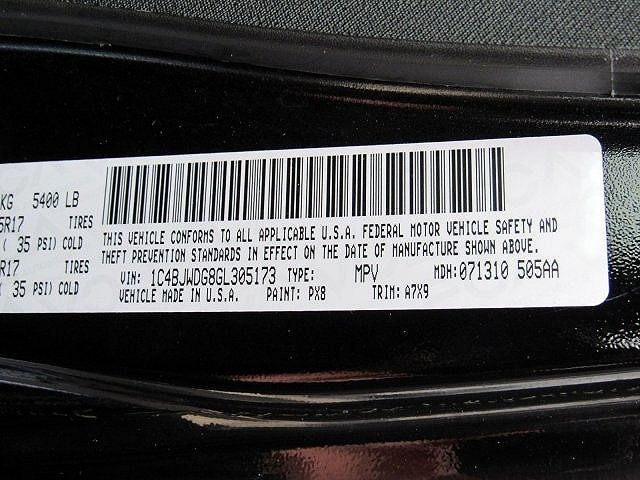 KG 5400 LB
5R17 TIRES
( 35 PSI) COLD
R17 TIRES
( 35 PSI) COLD
THIS VEHICLE CONFORMS TO ALL APPLICABLE U.S.A. FEDERAL MOTOR VEHICLE SAFETY AND
THEFT PREVENTION STANDARDS IN EFFECT ON THE DATE OF MANUFACTURE SHOWN ABOVE.
VIN: 1C4BJWDG8GL305173 TYPE: MPV MDH: 071310 505AA
VEHICLE MADE IN U.S.A. PAINT: PX8 TRIM: A7X9